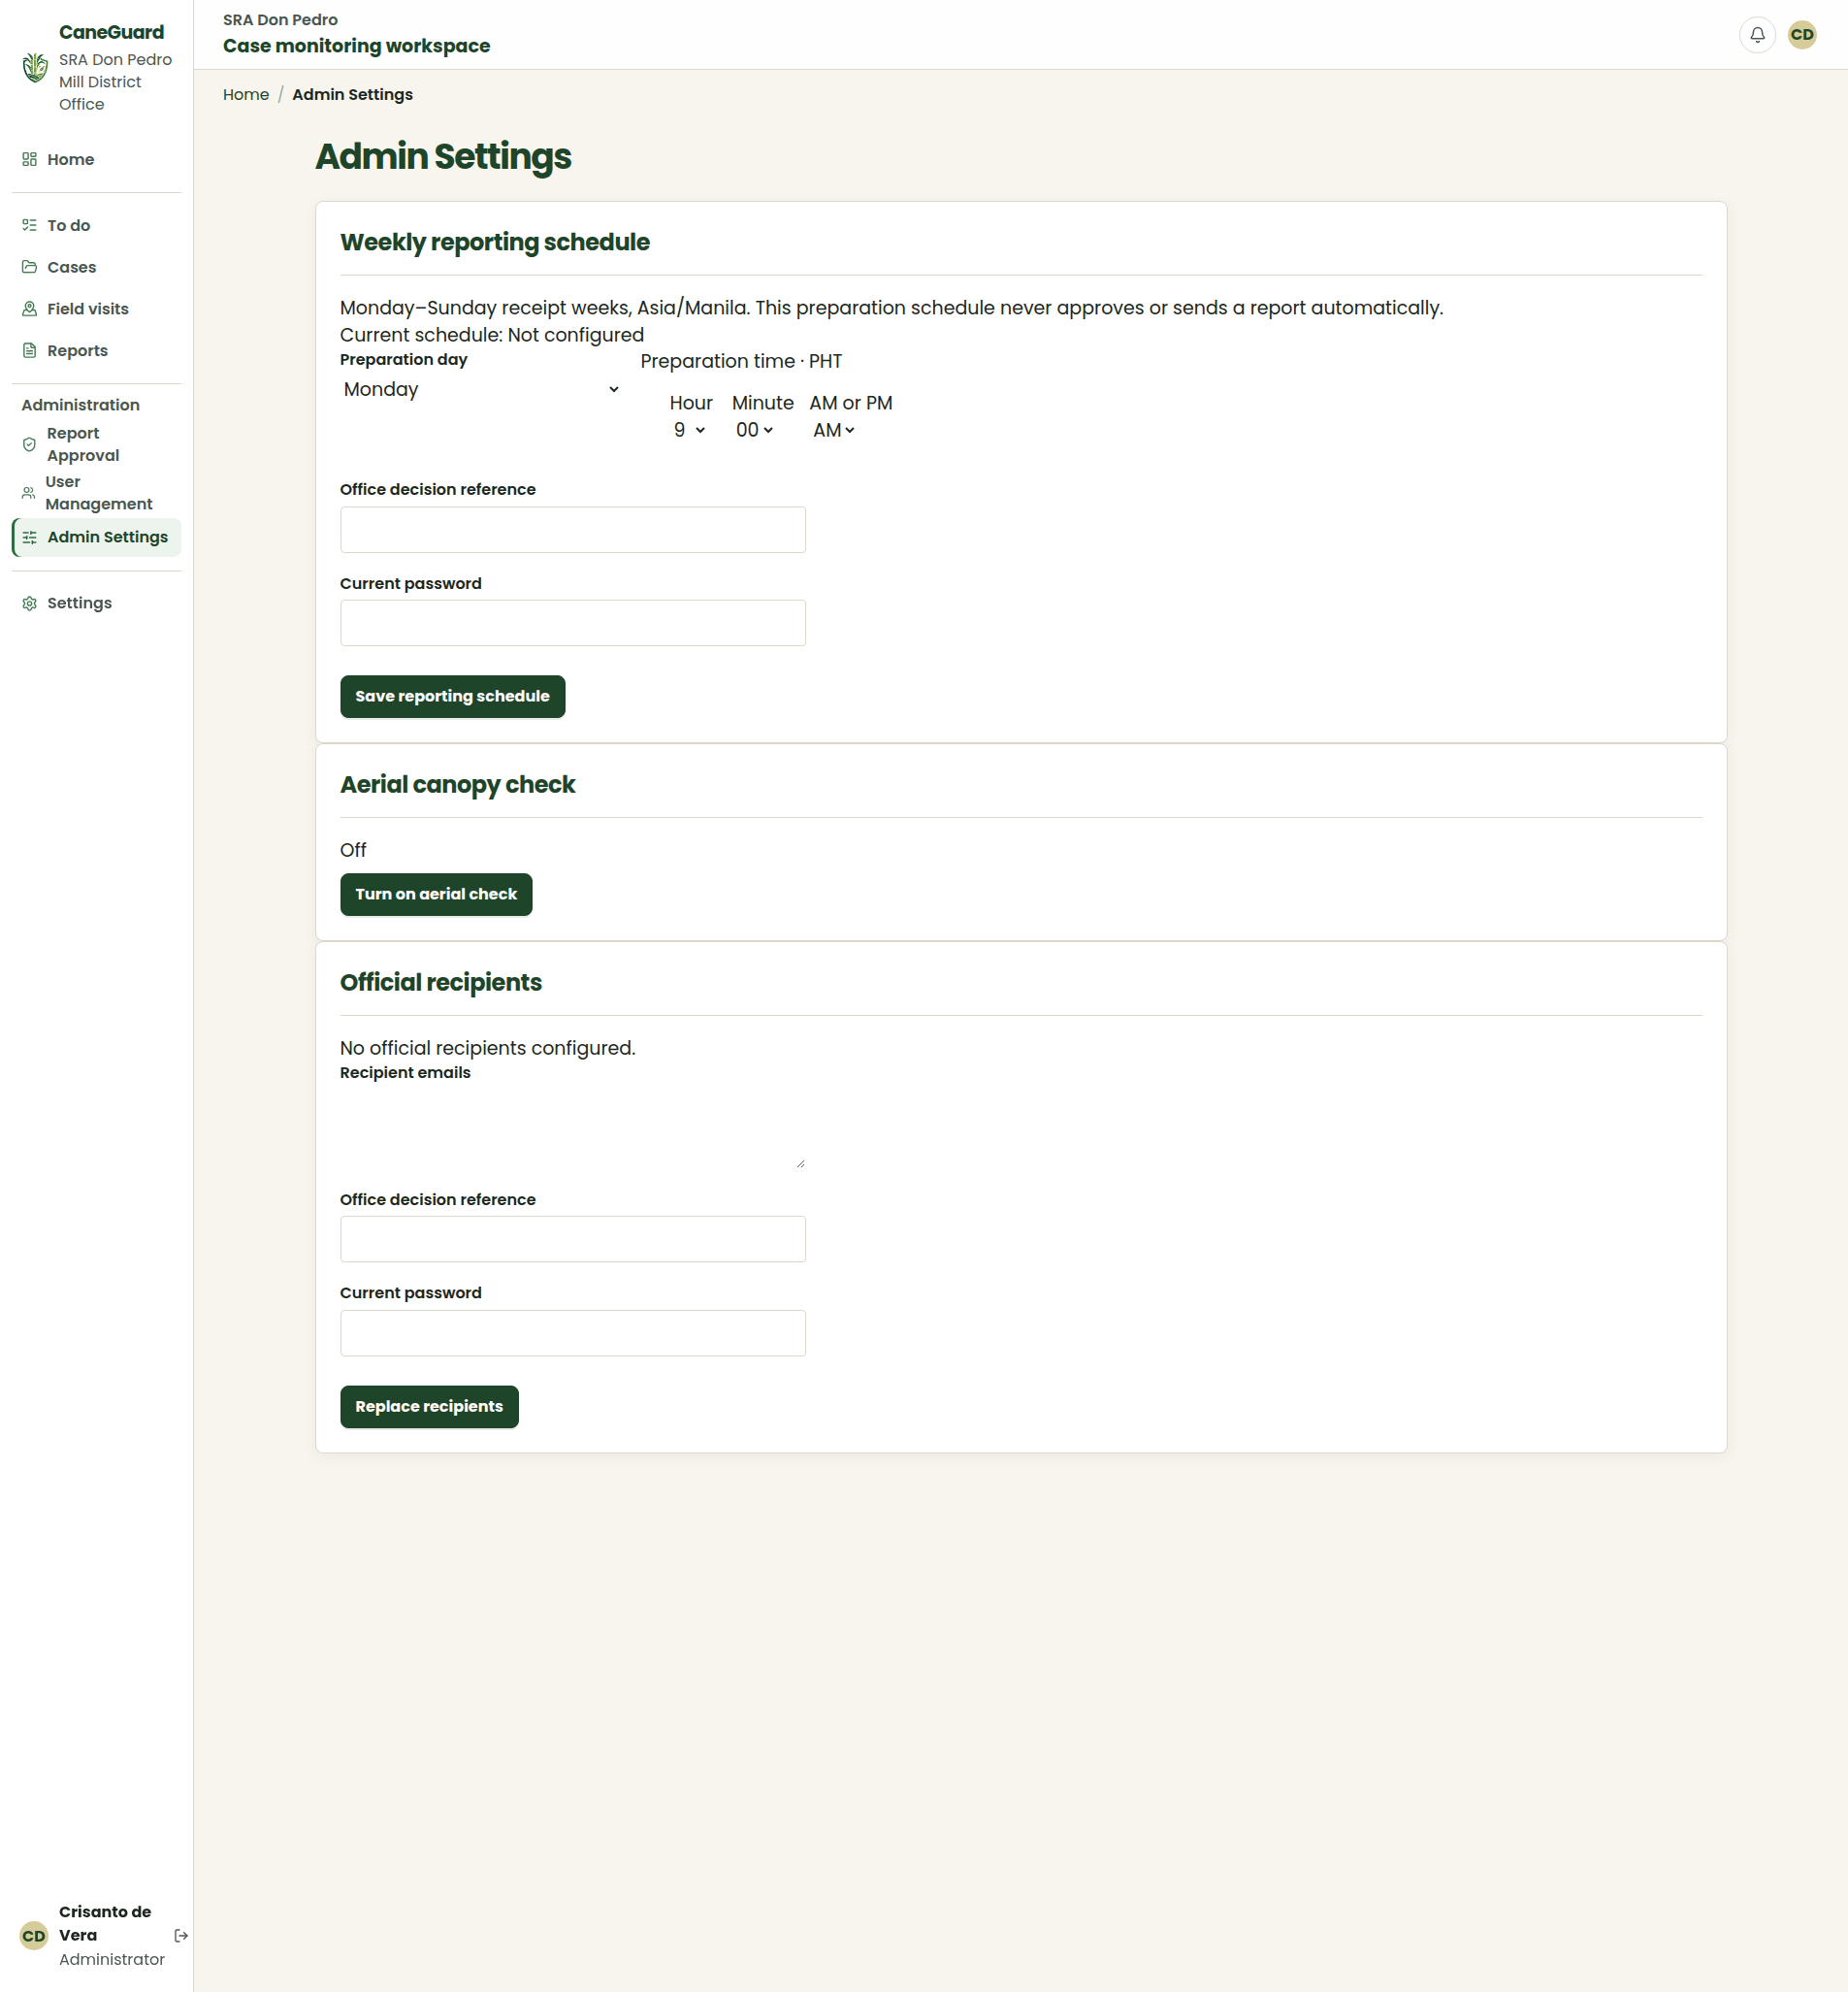 CaneGuard
SRA Don Pedro
Mill District
Office
Home
To do
Cases
Field visits
Reports
Administration
Report
Approval
User
Management
Admin Settings
Settings
CD
Crisanto de
Vera
Administrator
SRA Don Pedro
Case monitoring workspace
CD
Home / Admin Settings
Admin Settings
Weekly reporting schedule
Monday–Sunday receipt weeks, Asia/Manila. This preparation schedule never approves or sends a report automatically.
Current schedule: Not configured
Preparation day
Monday
Preparation time · PHT
Hour Minute AM or PM
9 00 AM
Office decision reference
Current password
Save reporting schedule
Aerial canopy check
Off
Turn on aerial check
Official recipients
No official recipients configured.
Recipient emails
Office decision reference
Current password
Replace recipients